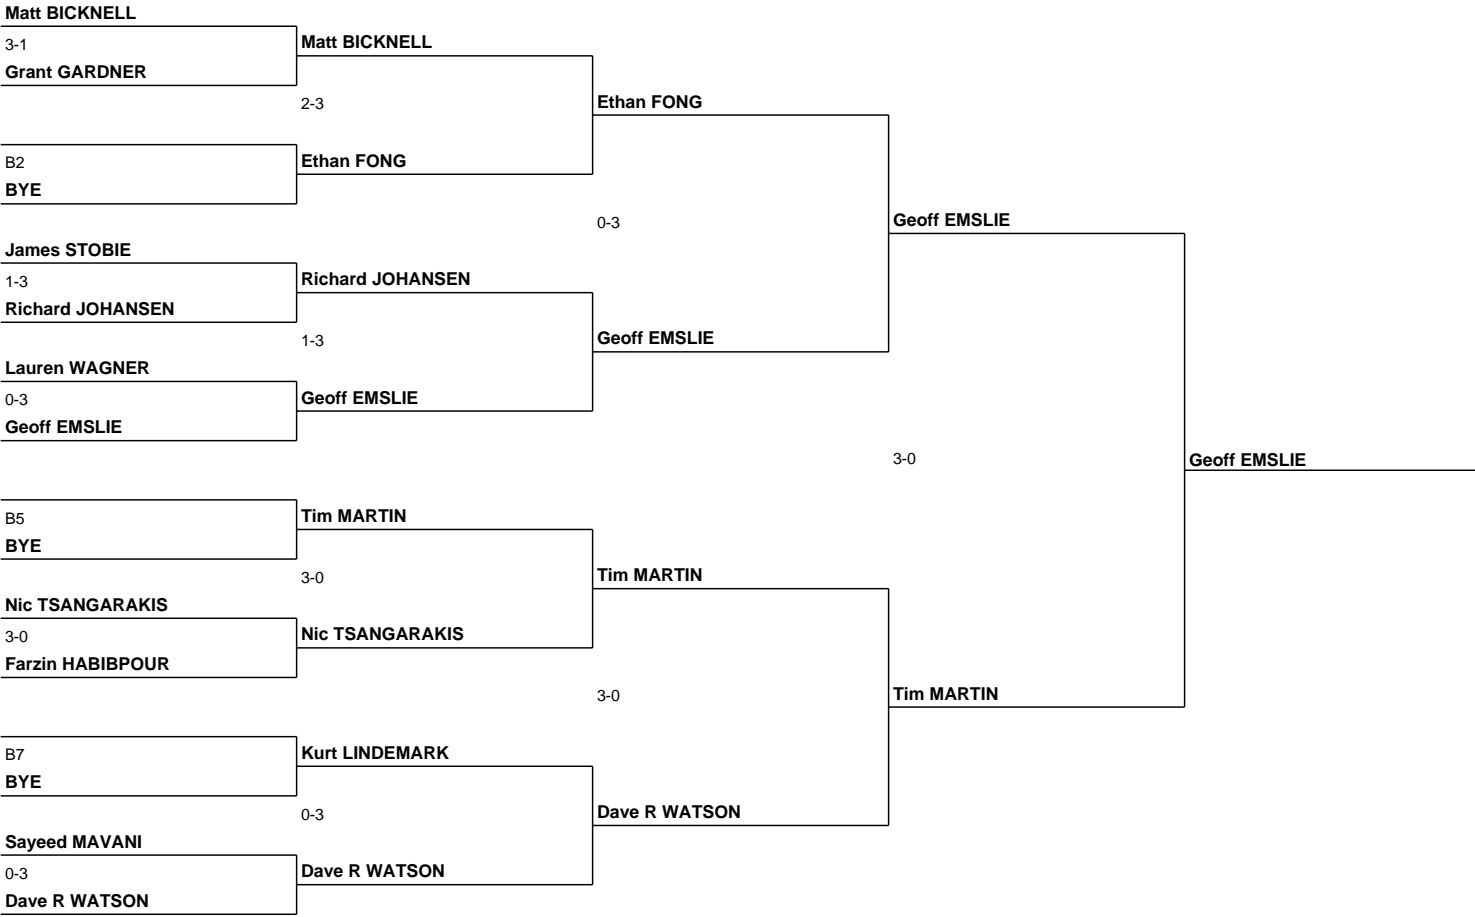 Matt BICKNELL
3-1
Grant GARDNER
Matt BICKNELL
2-3
Ethan FONG
B2
BYE
Ethan FONG
0-3
Geoff EMSLIE
James STOBIE
1-3
Richard JOHANSEN
Richard JOHANSEN
1-3
Geoff EMSLIE
Lauren WAGNER
0-3
Geoff EMSLIE
Geoff EMSLIE
3-0
Geoff EMSLIE
B5
BYE
Tim MARTIN
3-0
Tim MARTIN
Nic TSANGARAKIS
3-0
Farzin HABIBPOUR
Nic TSANGARAKIS
3-0
Tim MARTIN
B7
BYE
Kurt LINDEMARK
0-3
Dave R WATSON
Sayeed MAVANI
0-3
Dave R WATSON
Dave R WATSON